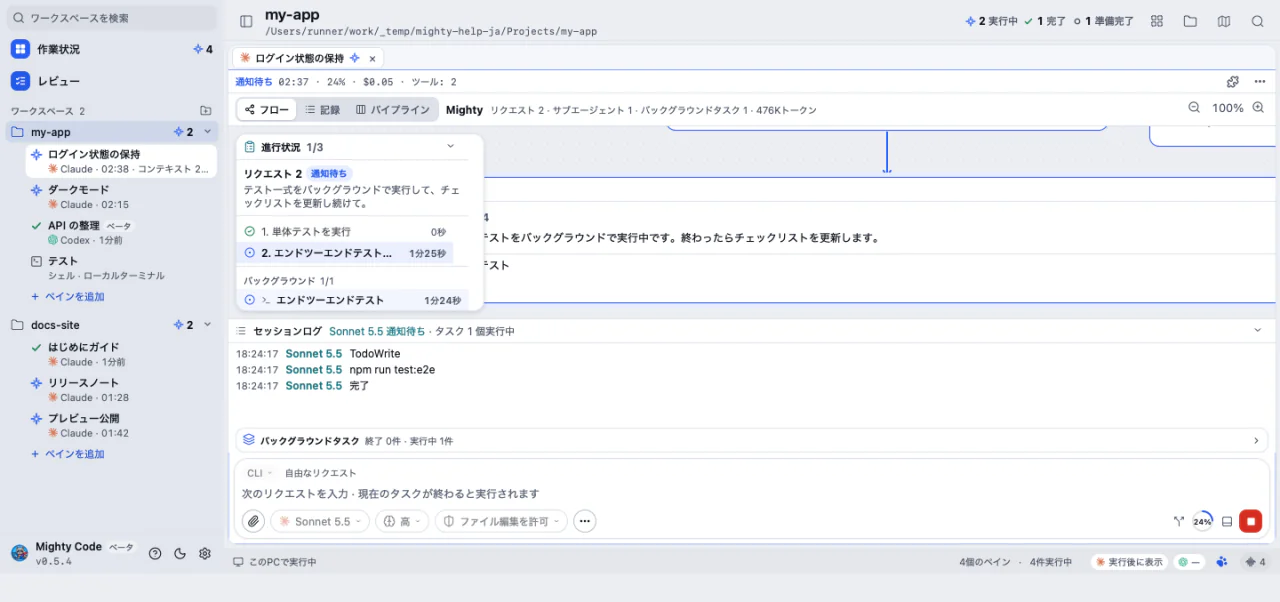 ワークスペースを検索
作業状況 4
レビュー
ワークスペース 2
my-app 2
ログイン状態の保持
Claude · 02:38 · コンテキスト 2...
ダークモード
Claude · 02:15
API の整理 ベータ
Codex · 1分前
テスト
シェル · ローカルターミナル
+ ペインを追加
docs-site 2
はじめにガイド
Claude · 1分前
リリースノート
Claude · 01:28
プレビュー公開
Claude · 01:42
+ ペインを追加
Mighty Code ベータ
v0.5.4
my-app
/Users/runner/work/_temp/mighty-help-ja/Projects/my-app
2 実行中 1 完了 1 準備完了
ログイン状態の保持
通知待ち 02:37 · 24% · $0.05 · ツール: 2
フロー 記録 パイプライン Mighty リクエスト 2 · サブエージェント 1 · バックグラウンドタスク 1 · 476Kトークン
100%
進行状況 1/3
リクエスト 2 通知待ち
テスト一式をバックグラウンドで実行して、チェックリストを更新し続けて。
1. 単体テストを実行 0秒
2. エンドツーエンドテスト... 1分25秒
バックグラウンド 1/1
エンドツーエンドテスト 1分24秒
4
テストをバックグラウンドで実行中です。終わったらチェックリストを更新します。
テスト
セッションログ Sonnet 5.5 通知待ち · タスク 1 個実行中
18:24:17 Sonnet 5.5 TodoWrite
18:24:17 Sonnet 5.5 npm run test:e2e
18:24:17 Sonnet 5.5 完了
バックグラウンドタスク 終了 0件 · 実行中 1件
CLI 自由なリクエスト
次のリクエストを入力 · 現在のタスクが終わると実行されます
Sonnet 5.5 高 ファイル編集を許可
24%
このPCで実行中
4個のペイン · 4件実行中 実行後に表示 — 4